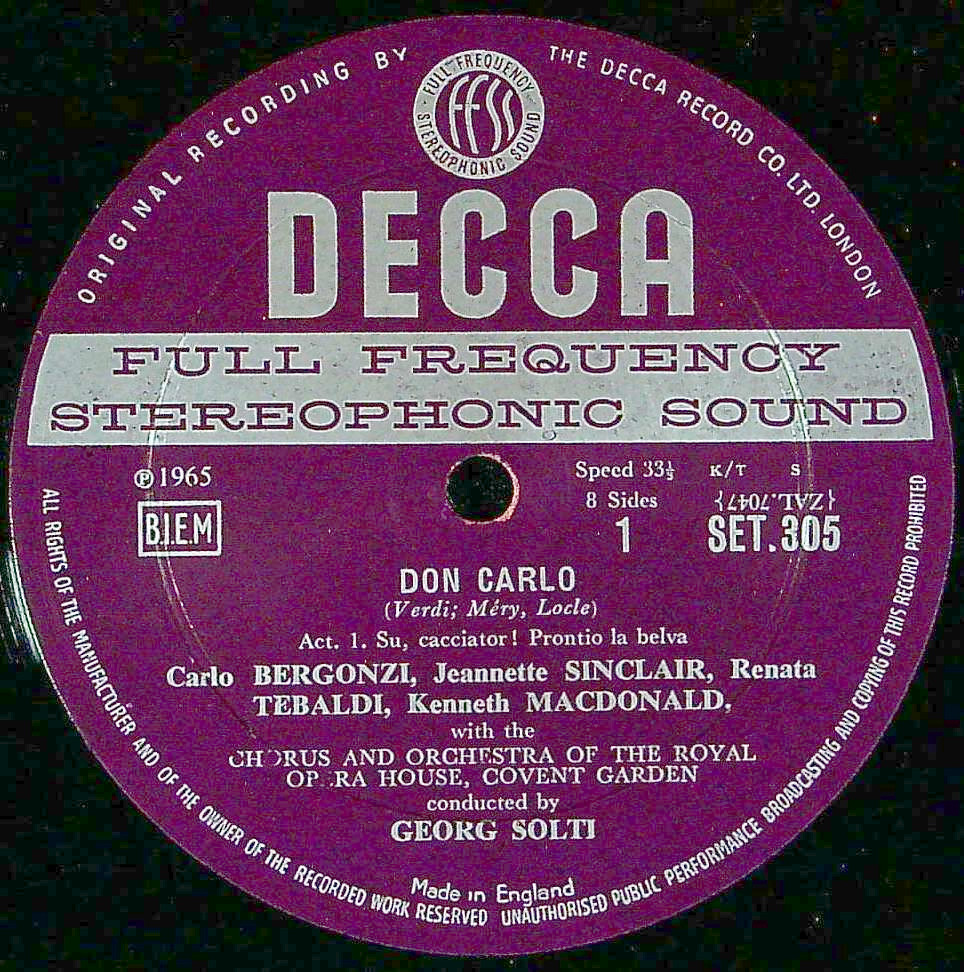 ORIGINAL RECORDING BY THE DECCA RECORD CO. LTD. LONDON
FULL FREQUENCY
FFSS
STEREOPHONIC SOUND
DECCA
FULL FREQUENCY
STEREOPHONIC SOUND
Ⓟ 1965
B.I.E.M
Speed 33⅓ K/T S
8 Sides {ZAL.7047}
1 SET.305
DON CARLO
(Verdi; Méry, Locle)
Act. 1. Su, cacciator! Prontio la belva
Carlo BERGONZI, Jeannette SINCLAIR, Renata
TEBALDI, Kenneth MACDONALD,
with the
CHORUS AND ORCHESTRA OF THE ROYAL
OPERA HOUSE, COVENT GARDEN
conducted by
GEORG SOLTI
Made in England
ALL RIGHTS OF THE MANUFACTURER AND OF THE OWNER OF THE RECORDED WORK RESERVED UNAUTHORISED PUBLIC PERFORMANCE BROADCASTING AND COPYING OF THIS RECORD PROHIBITED